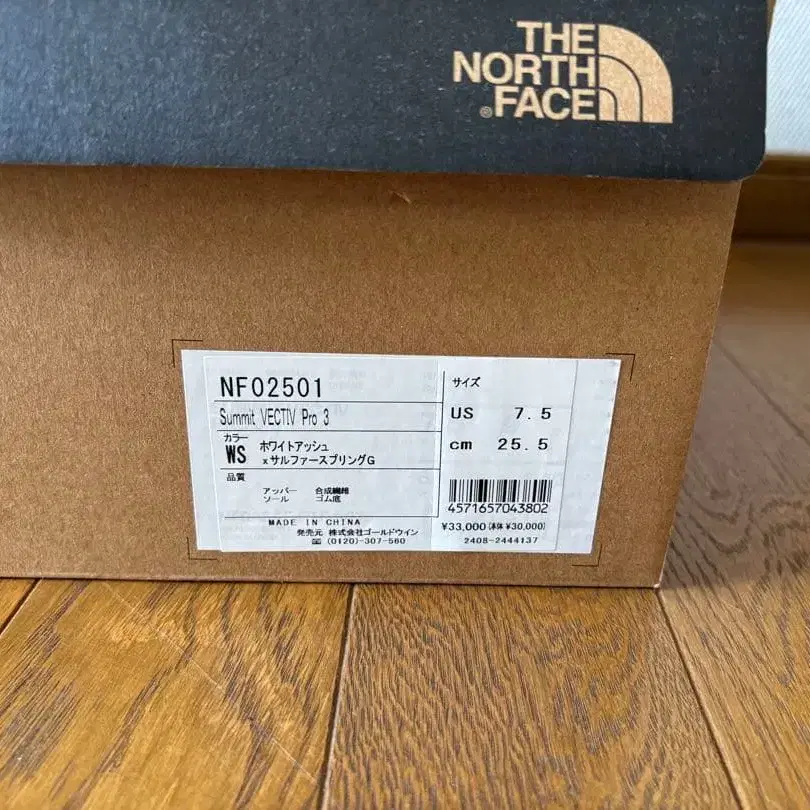 THE
NORTH
FACE
NF02501
Summit VECTIV Pro 3
カラー
WS ホワイトアッシュ
xサルファースプリングG
品質
アッパー 合成繊維
ソール ゴム底
MADE IN CHINA
発売元 株式会社ゴールドウイン
☎ (0120)-307-560
サイズ
US 7.5
cm 25.5
4571657043802
¥33,000(本体 ¥30,000)
2408-2444137